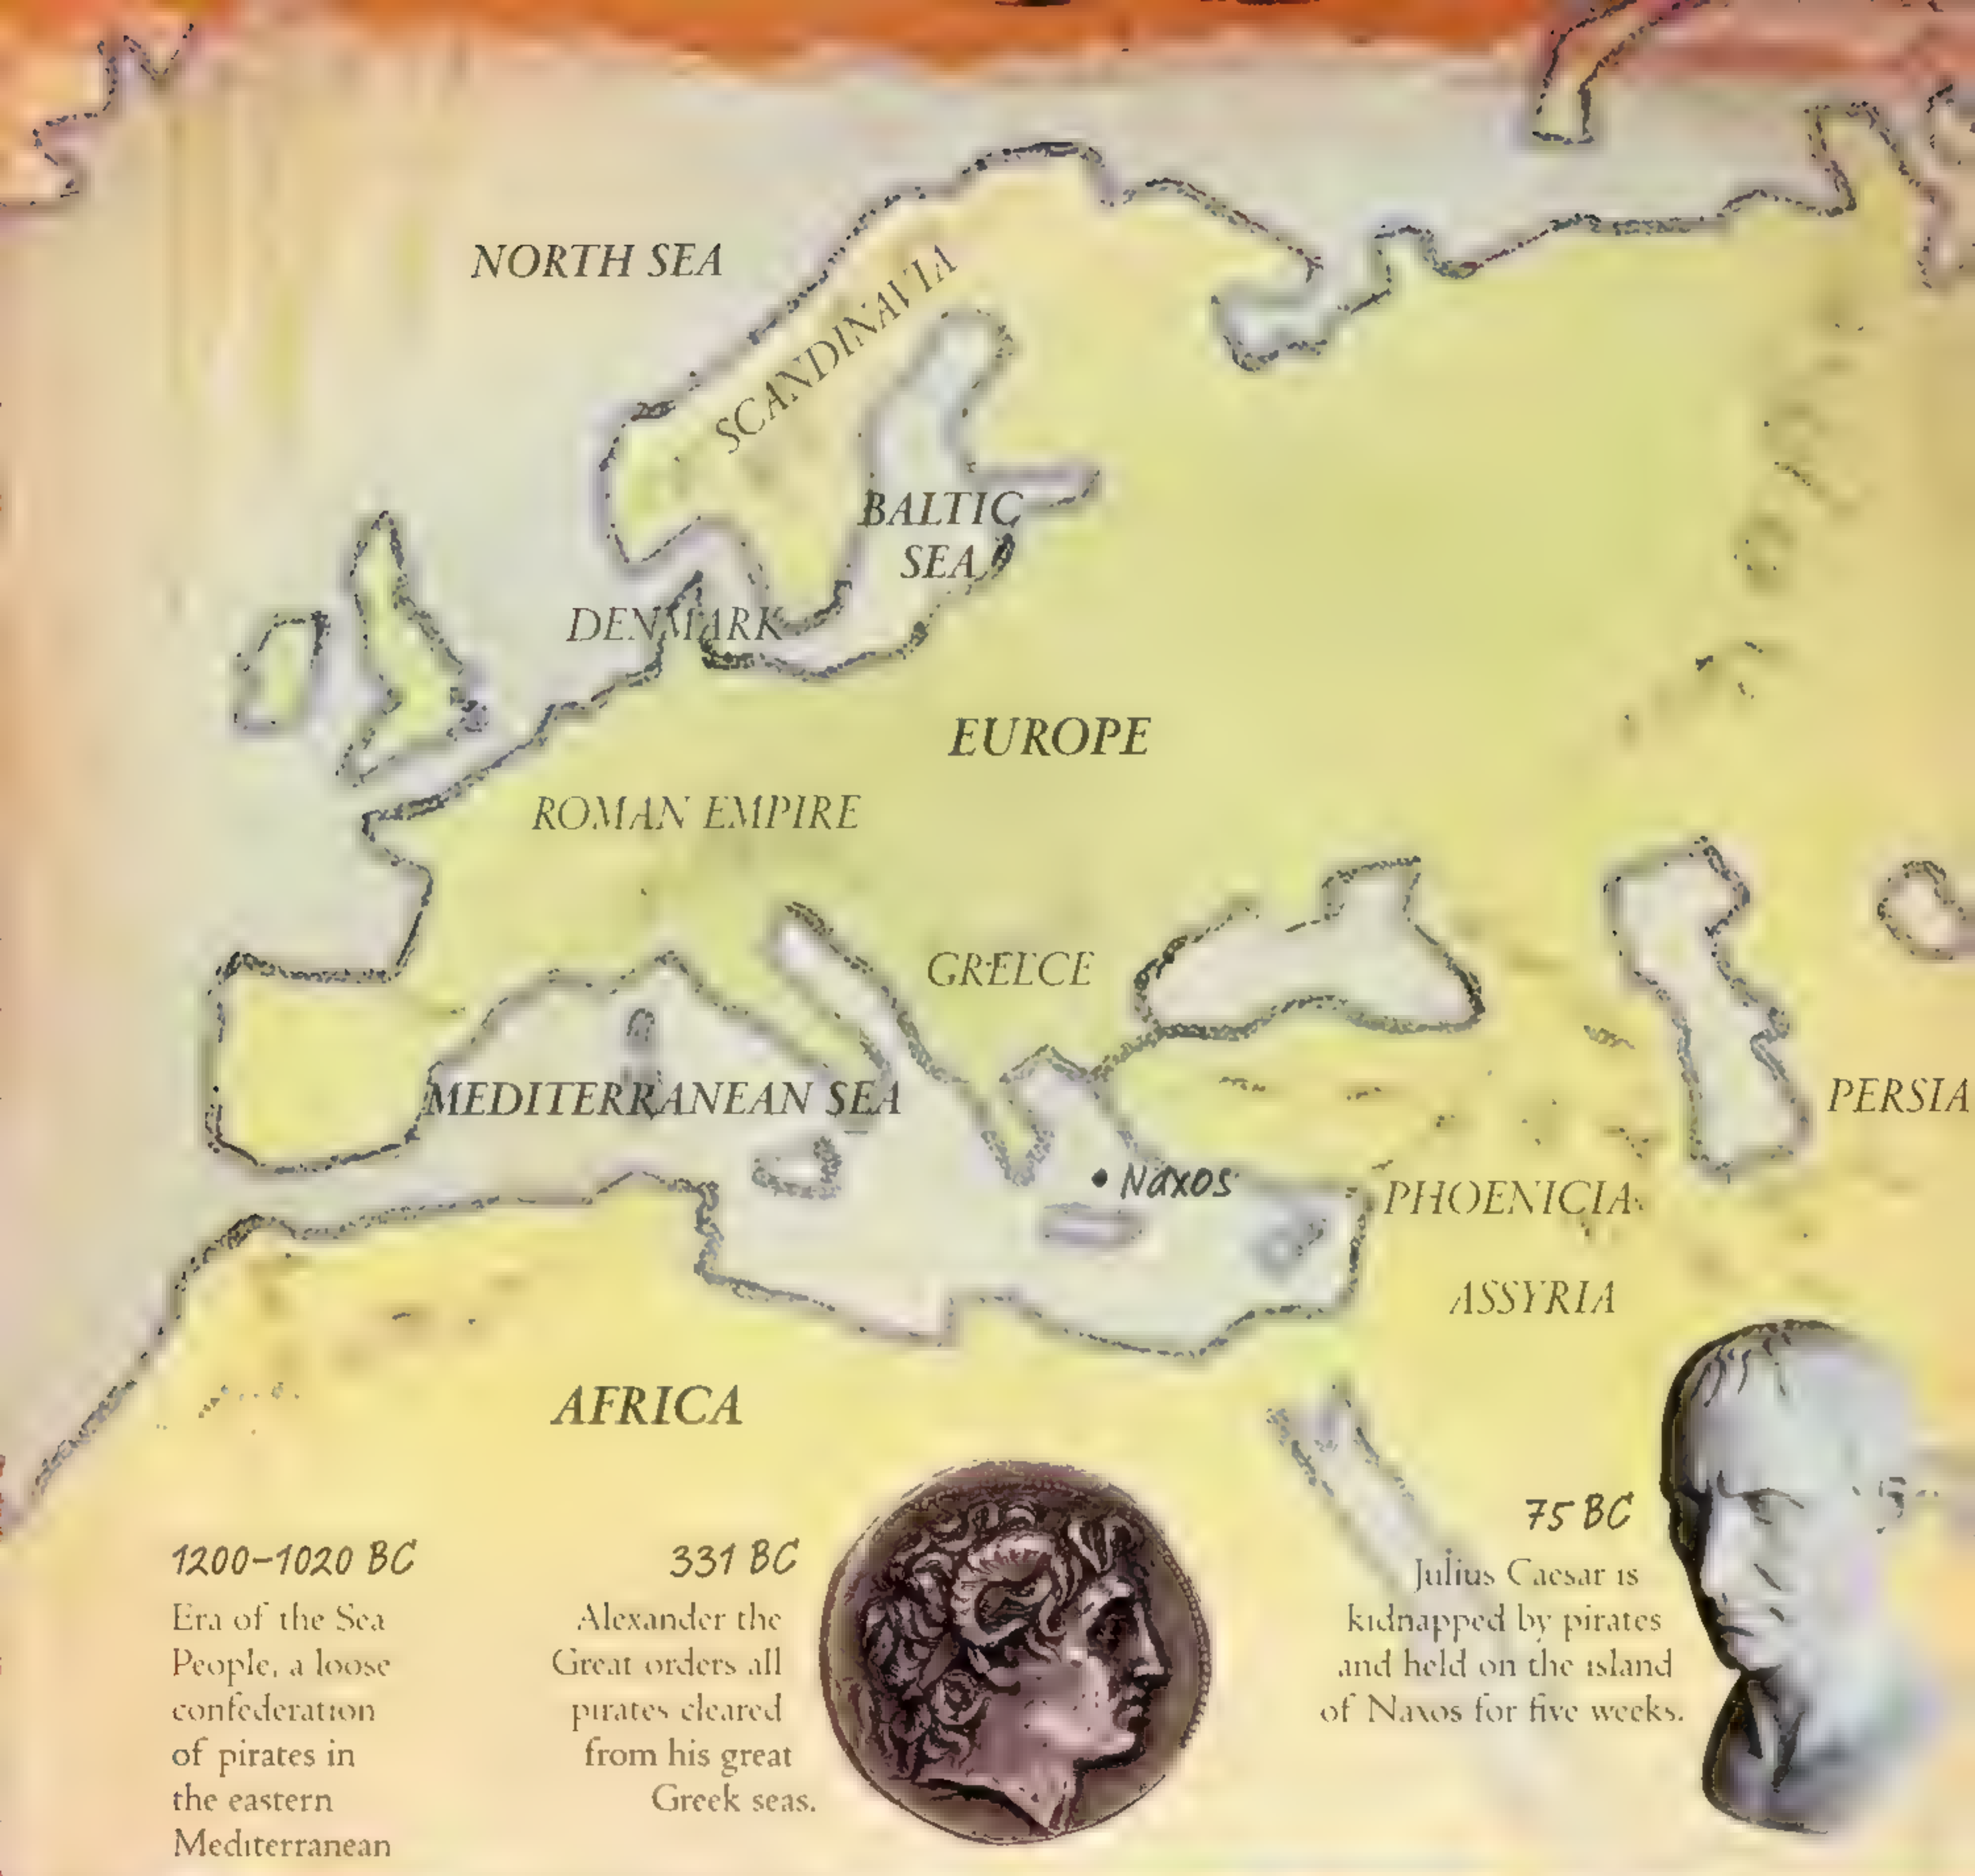 NORTH SEA
SCANDINAVIA
BALTIC
SEA
DENMARK
EUROPE
ROMAN EMPIRE
GREECE
MEDITERRANEAN SEA
PERSIA
Naxos
PHOENICIA
ASSYRIA
AFRICA
1200–1020 BC
Era of the Sea
People, a loose
confederation
of pirates in
the eastern
Mediterranean
331 BC
Alexander the
Great orders all
pirates cleared
from his great
Greek seas.
75 BC
Julius Caesar is
kidnapped by pirates
and held on the island
of Naxos for five weeks.